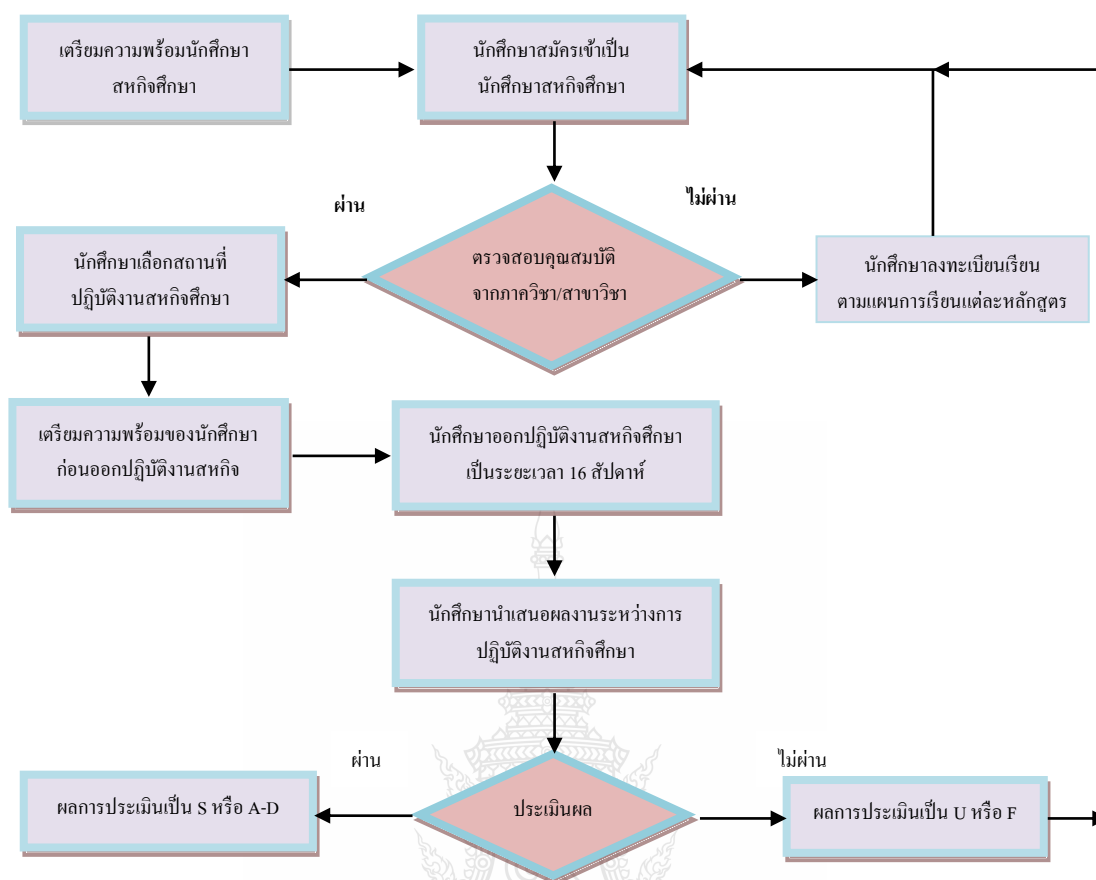 เตรียมความพร้อมนักศึกษา
สหกิจศึกษา
นักศึกษาสมัครเข้าเป็น
นักศึกษาสหกิจศึกษา
ผ่าน
ไม่ผ่าน
นักศึกษาเลือกสถานที่
ปฏิบัติงานสหกิจศึกษา
ตรวจสอบคุณสมบัติ
จากภาควิชา/สาขาวิชา
นักศึกษาลงทะเบียนเรียน
ตามแผนการเรียนแต่ละหลักสูตร
เตรียมความพร้อมของนักศึกษา
ก่อนออกปฏิบัติงานสหกิจ
นักศึกษาออกปฏิบัติงานสหกิจศึกษา
เป็นระยะเวลา 16 สัปดาห์
นักศึกษานำเสนอผลงานระหว่างการ
ปฏิบัติงานสหกิจศึกษา
ผ่าน
ไม่ผ่าน
ผลการประเมินเป็น S หรือ A-D
ประเมินผล
ผลการประเมินเป็น U หรือ F